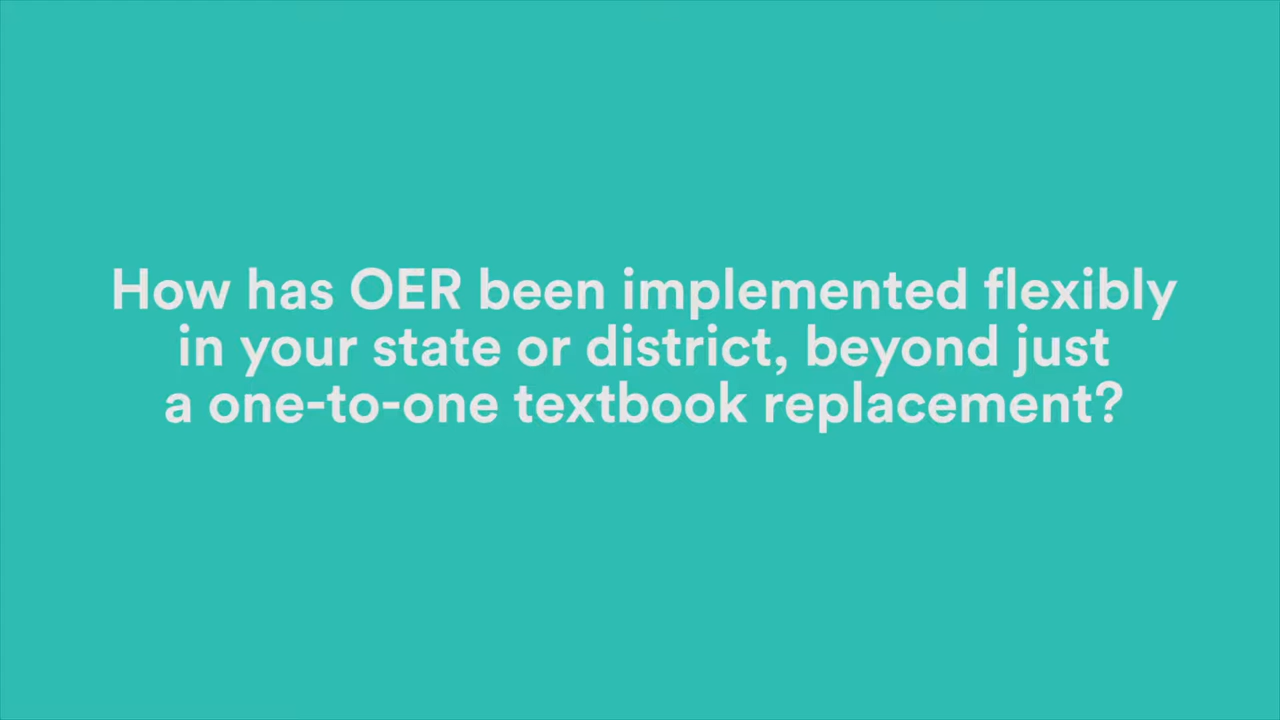 How has OER been implemented flexibly
in your state or district, beyond just
a one-to-one textbook replacement?